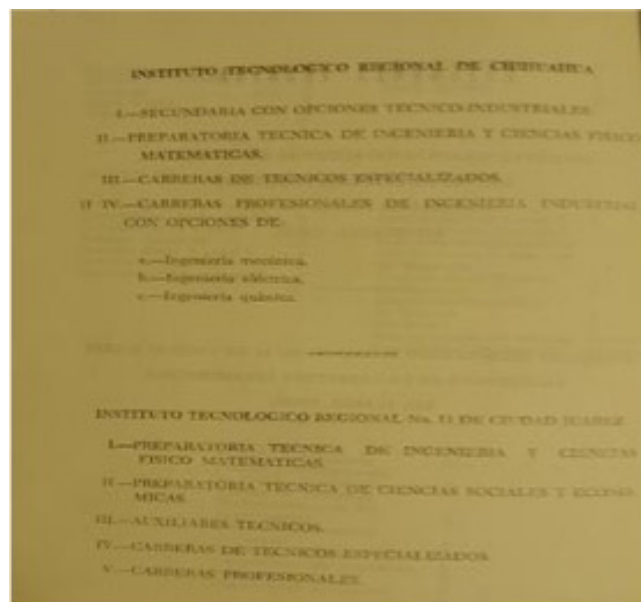 INSTITUTO TECNOLOGICO REGIONAL DE CHIHUAHUA
I.—SECUNDARIA CON OPCIONES TECNICO-INDUSTRIALES.
II.—PREPARATORIA TECNICA DE INGENIERIA Y CIENCIAS FISICO
MATEMATICAS.
III.—CARRERAS DE TECNICOS ESPECIALIZADOS.
IV.—CARRERAS PROFESIONALES DE INGENIERIA INDUSTRIAL
CON OPCIONES DE:
a.—Ingeniería mecánica.
b.—Ingeniería eléctrica.
c.—Ingeniería química.
INSTITUTO TECNOLOGICO REGIONAL No. 11 DE CIUDAD JUAREZ
I.—PREPARATORIA TECNICA DE INGENIERIA Y CIENCIAS
FISICO MATEMATICAS.
II.—PREPARATORIA TECNICA DE CIENCIAS SOCIALES Y ECONO-
MICAS.
III.—AUXILIARES TECNICOS.
IV.—CARRERAS DE TECNICOS ESPECIALIZADOS.
V.—CARRERAS PROFESIONALES.